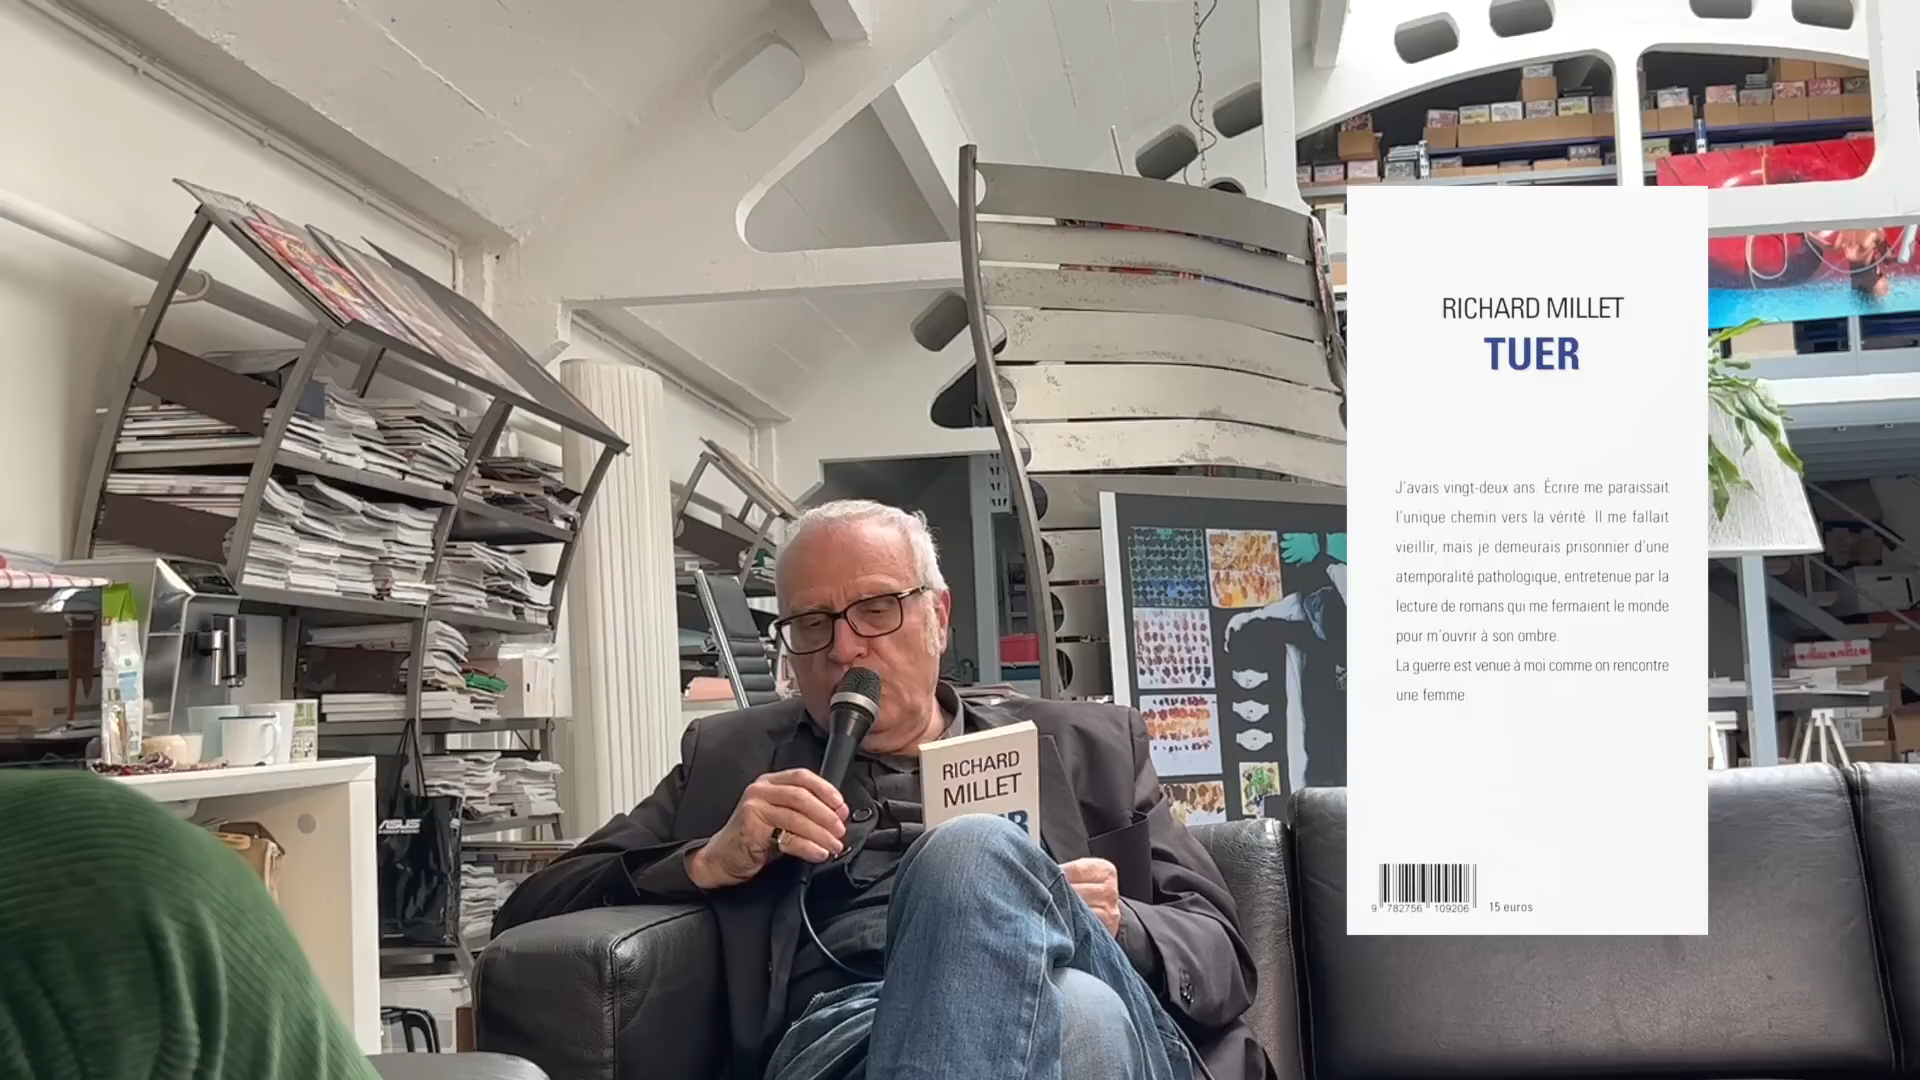 RICHARD MILLET
TUER
J'avais vingt-deux ans. Écrire me paraissait
l'unique chemin vers la vérité. Il me fallait
vieillir, mais je demeurais prisonnier d'une
atemporalité pathologique, entretenue par la
lecture de romans qui me fermaient le monde
pour m'ouvrir à son ombre.
La guerre est venue à moi comme on rencontre
une femme.
9 782756 109206
15 euros
RICHARD
MILLET
ASUS